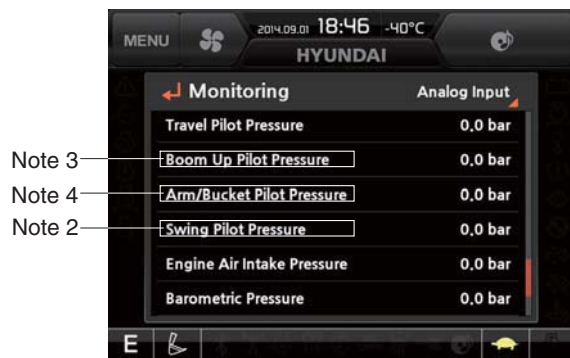 MENU 2014.09.01 18:46 -40°C
HYUNDAI
Monitoring Analog Input
Travel Pilot Pressure 0.0 bar
Note 3 Boom Up Pilot Pressure 0.0 bar
Note 4 Arm/Bucket Pilot Pressure 0.0 bar
Note 2 Swing Pilot Pressure 0.0 bar
Engine Air Intake Pressure 0.0 bar
Barometric Pressure 0.0 bar
E